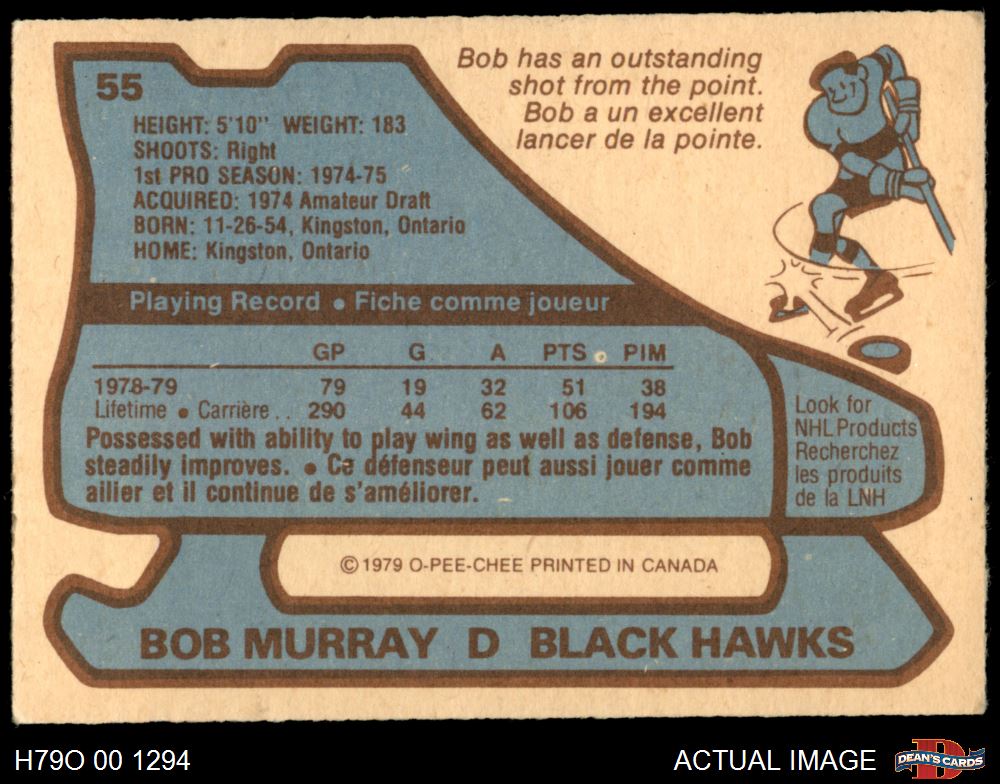 55
Bob has an outstanding
shot from the point.
Bob a un excellent
lancer de la pointe.
HEIGHT: 5'10" WEIGHT: 183
SHOOTS: Right
1st PRO SEASON: 1974-75
ACQUIRED: 1974 Amateur Draft
BORN: 11-26-54, Kingston, Ontario
HOME: Kingston, Ontario
Playing Record • Fiche comme joueur
GP G A PTS. PIM
1978-79 79 19 32 51 38
Lifetime • Carrière .. 290 44 62 106 194
Possessed with ability to play wing as well as defense, Bob
steadily improves. • Ce défenseur peut aussi jouer comme
ailier et il continue de s'améliorer.
Look for
NHL Products
Recherchez
les produits
de la LNH
© 1979 O-PEE-CHEE PRINTED IN CANADA
BOB MURRAY D BLACK HAWKS
H79O 00 1294
ACTUAL IMAGE
DEAN'S CARDS